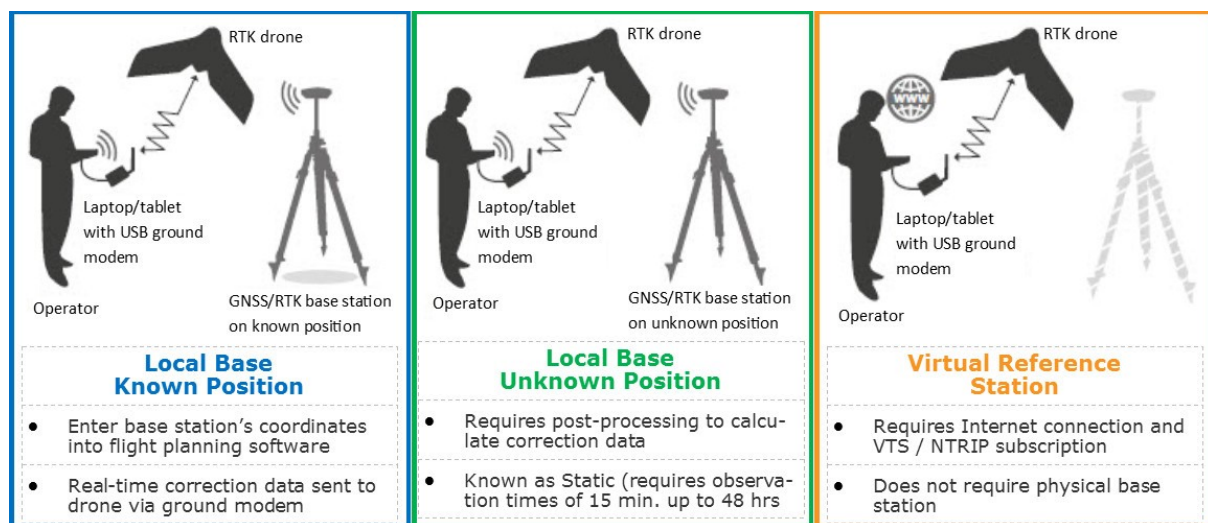 RTK drone
Laptop/tablet
with USB ground
modem
Operator
GNSS/RTK base station
on known position
Local Base
Known Position
● Enter base station’s coordinates
into flight planning software
● Real-time correction data sent to
drone via ground modem
RTK drone
Laptop/tablet
with USB ground
modem
Operator
GNSS/RTK base station
on unknown position
Local Base
Unknown Position
● Requires post-processing to calcu-
late correction data
● Known as Static (requires observa-
tion times of 15 min. up to 48 hrs
RTK drone
WWW
Laptop/tablet
with USB ground
modem
Operator
Virtual Reference
Station
● Requires Internet connection and
VTS / NTRIP subscription
● Does not require physical base
station